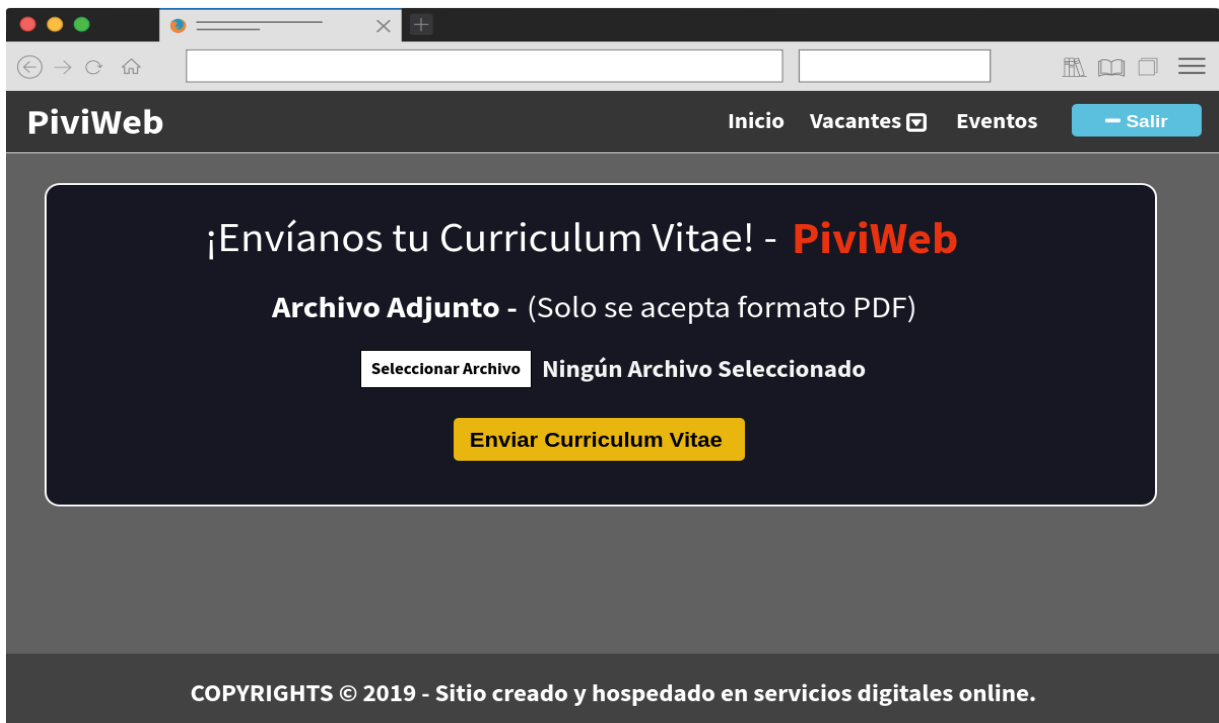 PiviWeb Inicio Vacantes Eventos Salir
¡Envíanos tu Curriculum Vitae! - PiviWeb
Archivo Adjunto - (Solo se acepta formato PDF)
Seleccionar Archivo Ningún Archivo Seleccionado
Enviar Curriculum Vitae
COPYRIGHTS © 2019 - Sitio creado y hospedado en servicios digitales online.